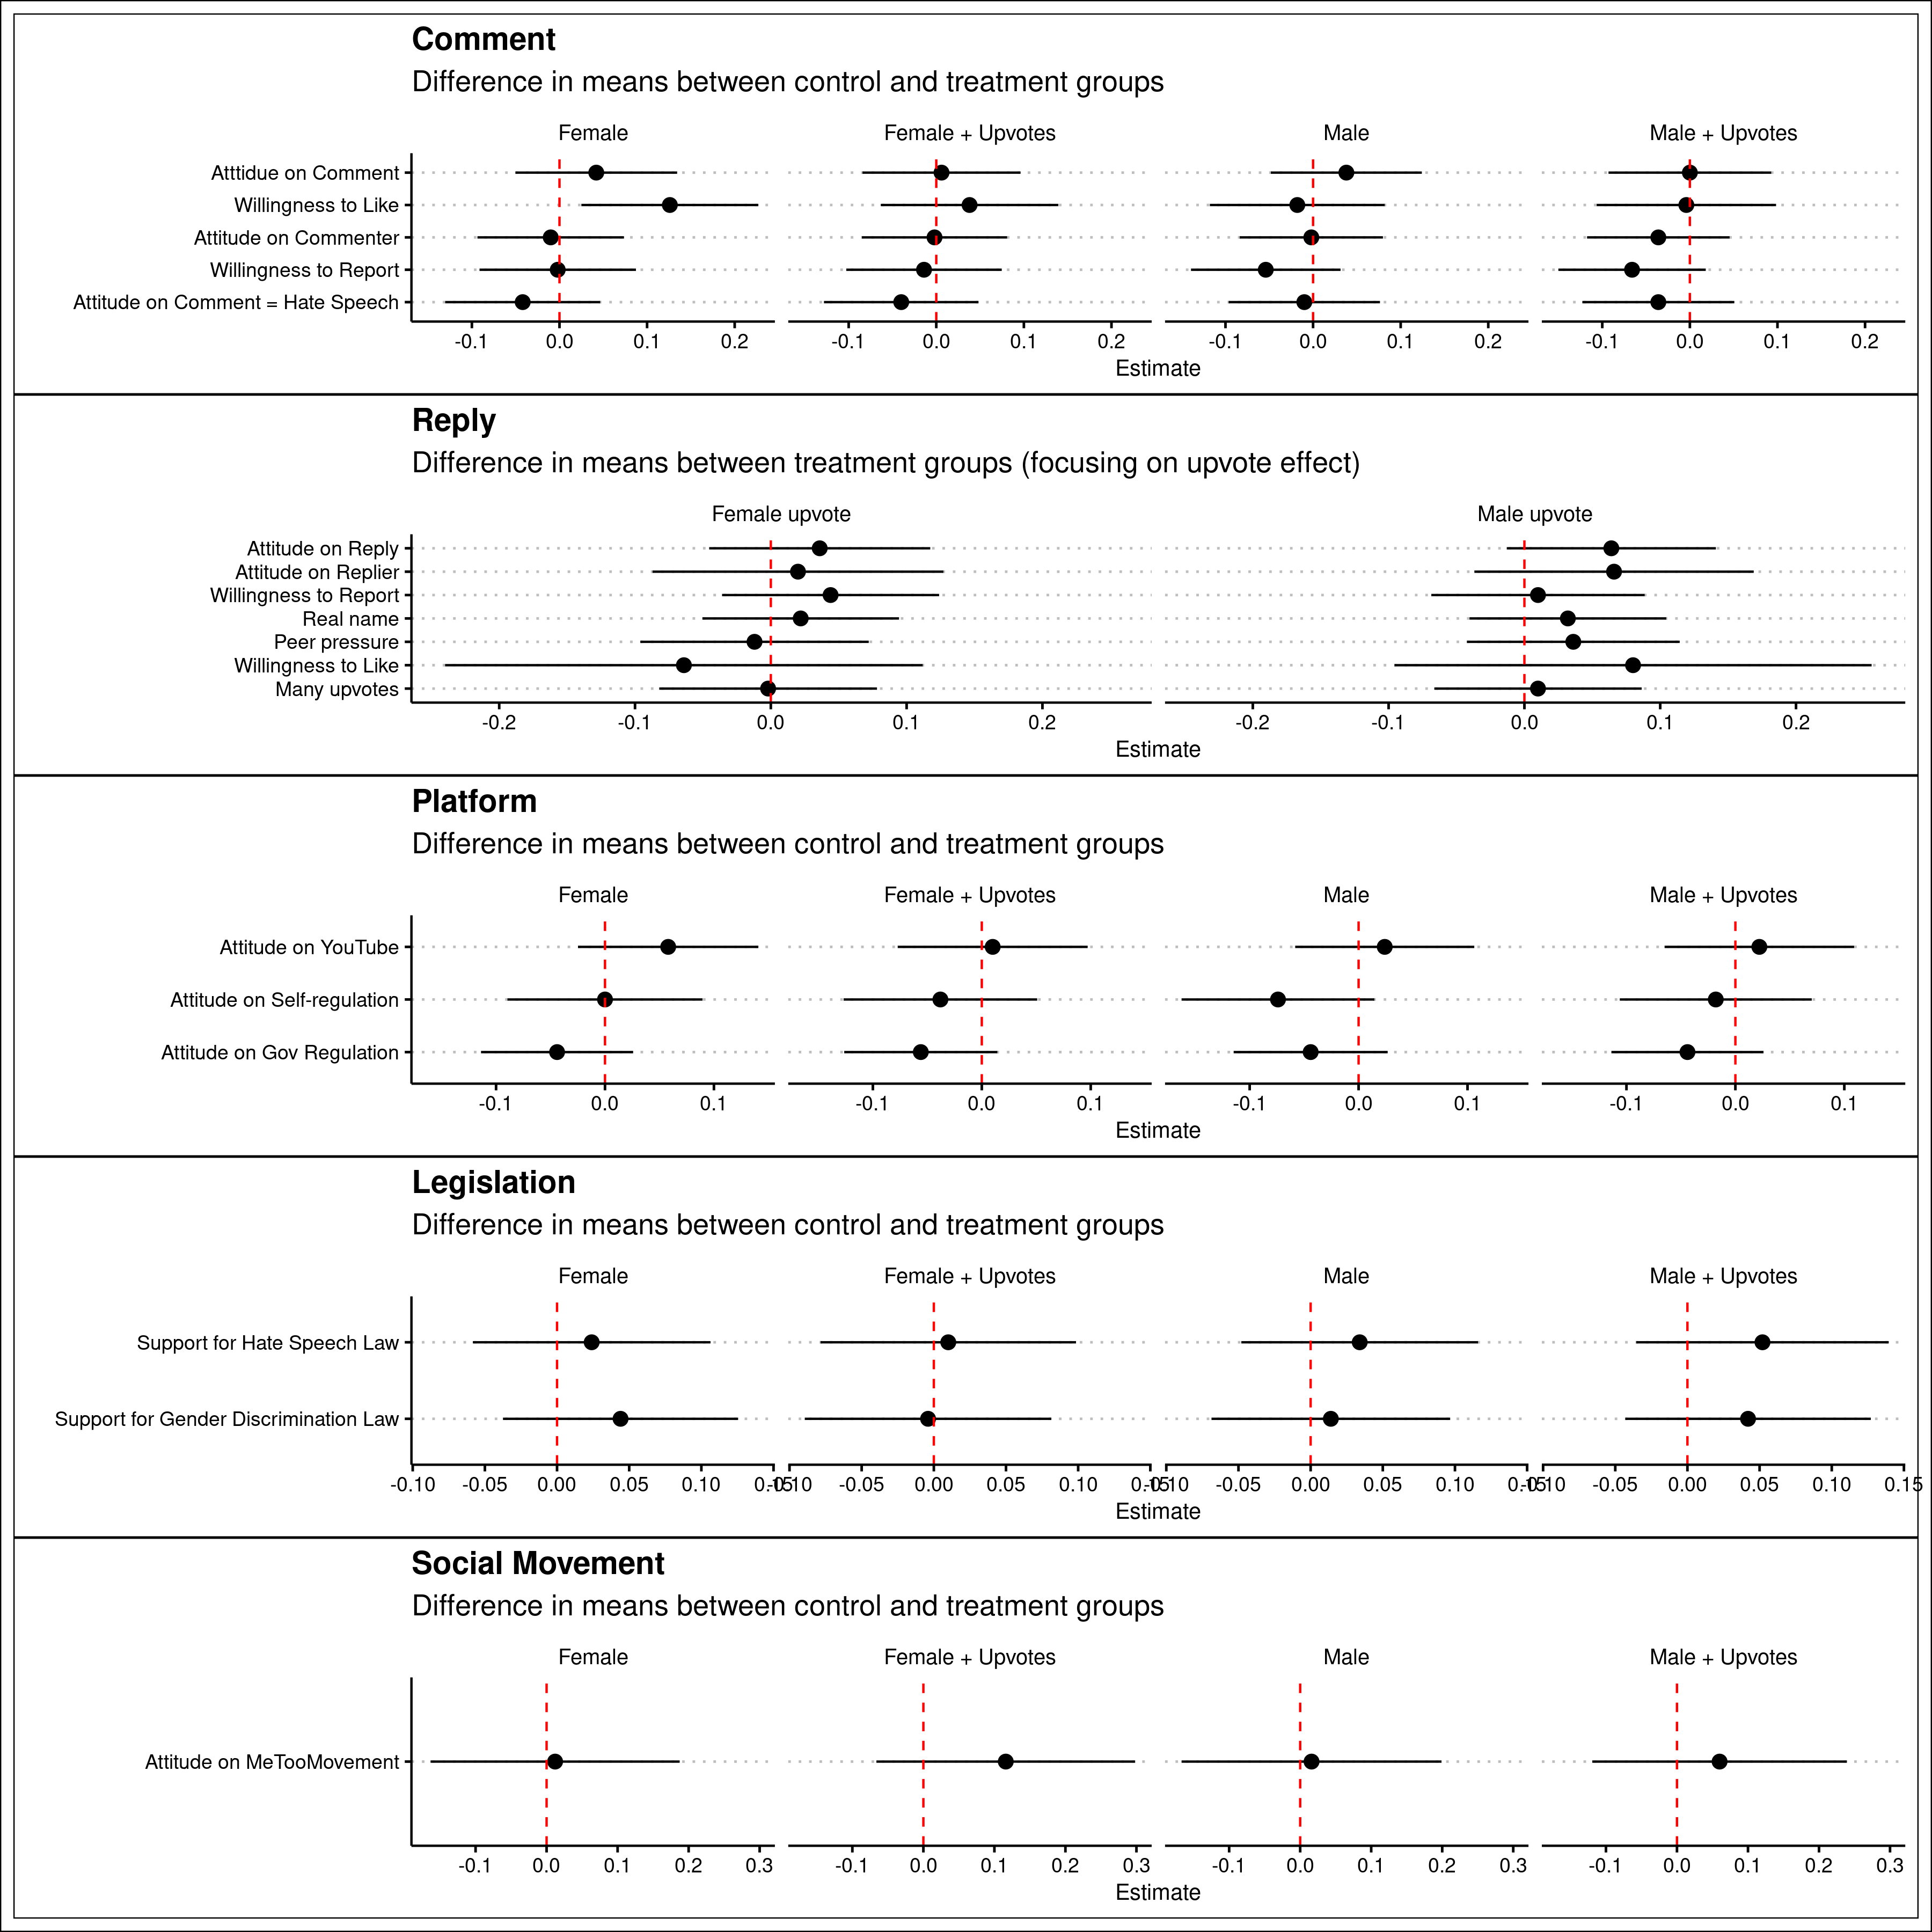 Comment
Difference in means between control and treatment groups
Female Female + Upvotes Male Male + Upvotes
Atttidue on Comment
Willingness to Like
Attitude on Commenter
Willingness to Report
Attitude on Comment = Hate Speech
-0.1 0.0 0.1 0.2 -0.1 0.0 0.1 0.2 -0.1 0.0 0.1 0.2 -0.1 0.0 0.1 0.2
Estimate
Reply
Difference in means between treatment groups (focusing on upvote effect)
Female upvote Male upvote
Attitude on Reply
Attitude on Replier
Willingness to Report
Real name
Peer pressure
Willingness to Like
Many upvotes
-0.2 -0.1 0.0 0.1 0.2 -0.2 -0.1 0.0 0.1 0.2
Estimate
Platform
Difference in means between control and treatment groups
Female Female + Upvotes Male Male + Upvotes
Attitude on YouTube
Attitude on Self-regulation
Attitude on Gov Regulation
-0.1 0.0 0.1 -0.1 0.0 0.1 -0.1 0.0 0.1 -0.1 0.0 0.1
Estimate
Legislation
Difference in means between control and treatment groups
Female Female + Upvotes Male Male + Upvotes
Support for Hate Speech Law
Support for Gender Discrimination Law
-0.10 -0.05 0.00 0.05 0.10 0.15 -0.10 -0.05 0.00 0.05 0.10 0.15 -0.10 -0.05 0.00 0.05 0.10 0.15 -0.10 -0.05 0.00 0.05 0.10 0.15
Estimate
Social Movement
Difference in means between control and treatment groups
Female Female + Upvotes Male Male + Upvotes
Attitude on MeTooMovement
-0.1 0.0 0.1 0.2 0.3 -0.1 0.0 0.1 0.2 0.3 -0.1 0.0 0.1 0.2 0.3 -0.1 0.0 0.1 0.2 0.3
Estimate